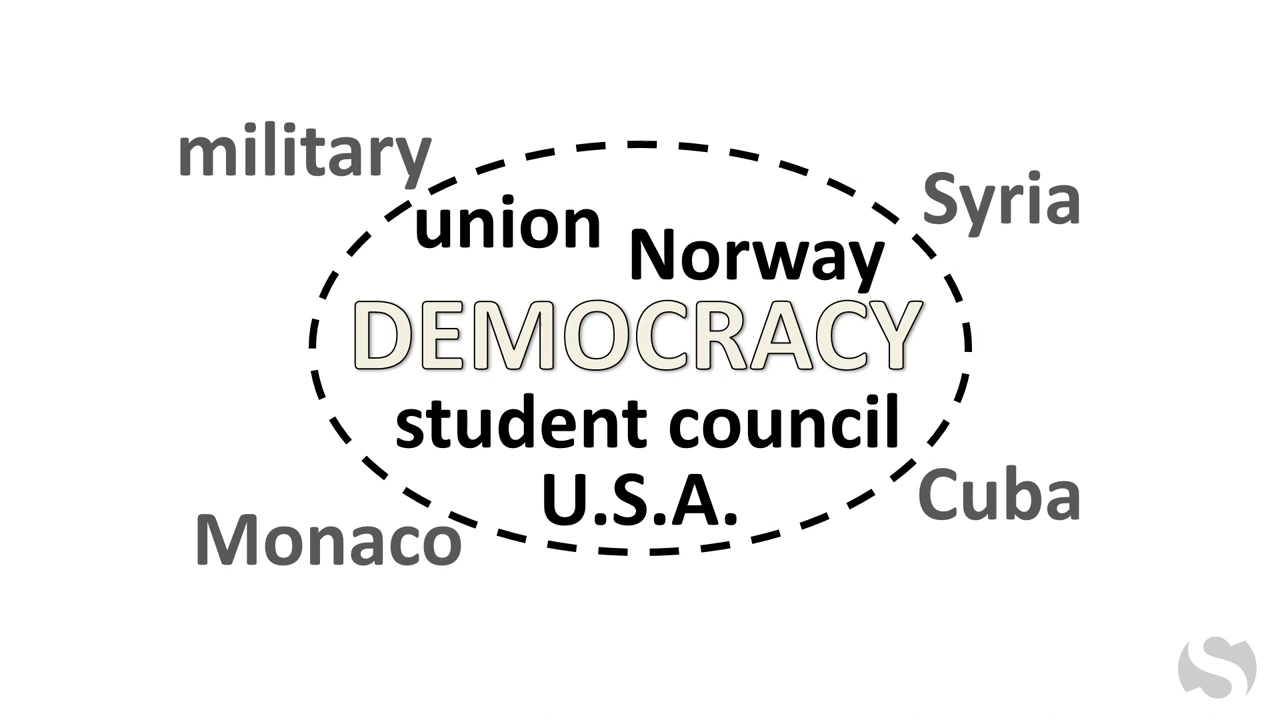 military
Syria
union
Norway
DEMOCRACY
student council
U.S.A.
Cuba
Monaco